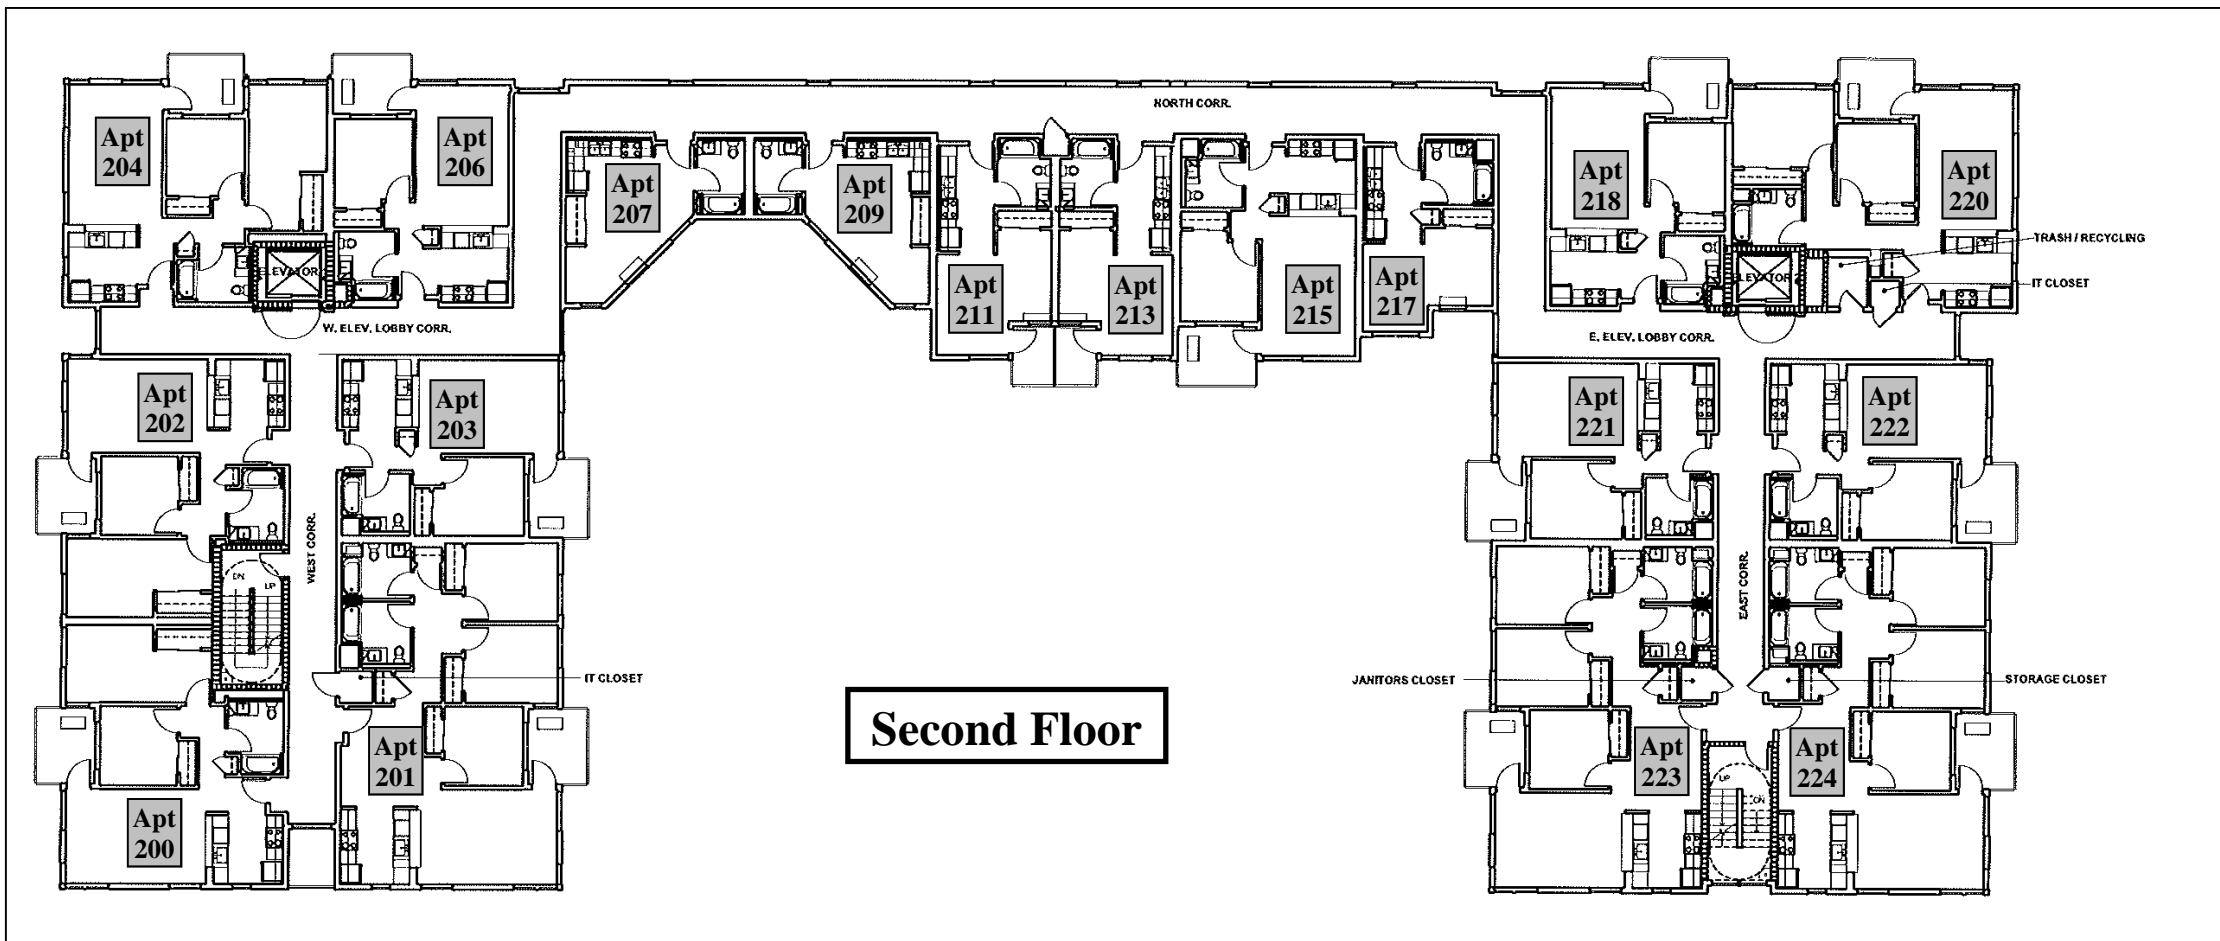 NORTH CORR.
Apt
204
Apt
206
Apt
207
Apt
209
Apt
211
Apt
213
Apt
215
Apt
217
Apt
218
Apt
220
TRASH / RECYCLING
IT CLOSET
ELEVATOR
ELEVATOR
W. ELEV. LOBBY CORR.
E. ELEV. LOBBY CORR.
Apt
202
Apt
203
Apt
221
Apt
222
WEST CORR.
EAST CORR.
DN
UP
IT CLOSET
JANITORS CLOSET
STORAGE CLOSET
Second Floor
Apt
200
Apt
201
Apt
223
Apt
224
UP
DN